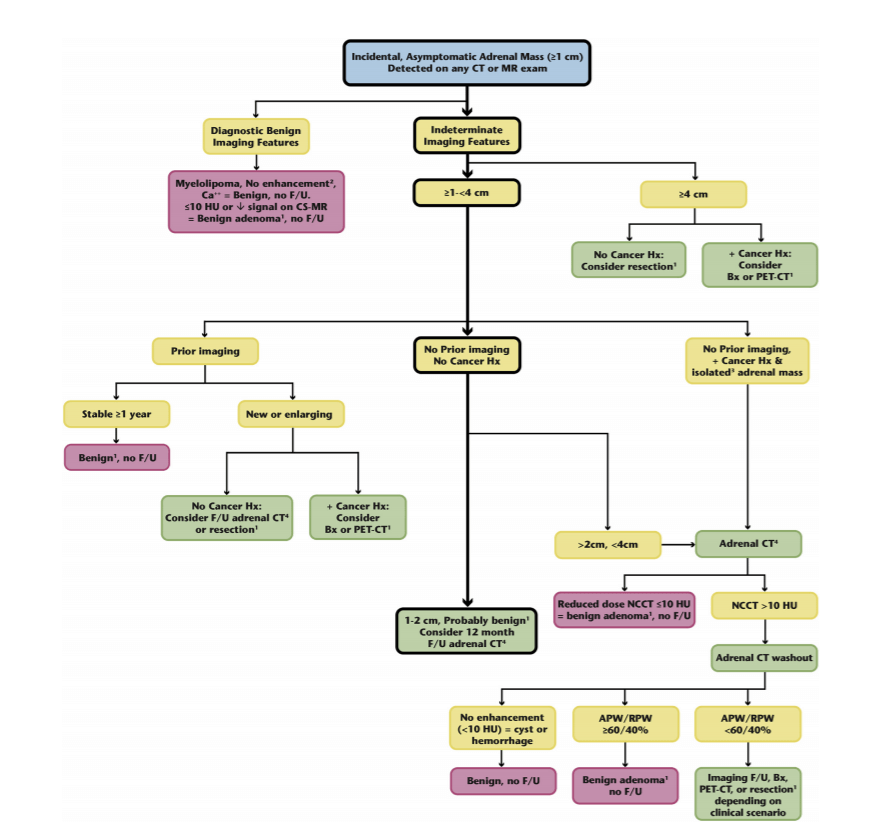 Incidental, Asymptomatic Adrenal Mass (≥1 cm)
Detected on any CT or MR exam
Diagnostic Benign
Imaging Features
Indeterminate
Imaging Features
Myelolipoma, No enhancement²,
Ca⁺⁺ = Benign, no F/U.
≤10 HU or ↓ signal on CS-MR
= Benign adenoma¹, no F/U
≥1-<4 cm
≥4 cm
No Cancer Hx:
Consider resection¹
+ Cancer Hx:
Consider
Bx or PET-CT¹
Prior imaging
No Prior imaging
No Cancer Hx
No Prior imaging,
+ Cancer Hx &
isolated³ adrenal mass
Stable ≥1 year
New or enlarging
Benign¹, no F/U
No Cancer Hx:
Consider F/U adrenal CT⁴
or resection¹
+ Cancer Hx:
Consider
Bx or PET-CT¹
>2cm, <4cm
Adrenal CT⁴
Reduced dose NCCT ≤10 HU
= benign adenoma¹, no F/U
NCCT >10 HU
1-2 cm, Probably benign¹
Consider 12 month
F/U adrenal CT⁴
Adrenal CT washout
No enhancement
(<10 HU) = cyst or
hemorrhage
APW/RPW
≥60/40%
APW/RPW
<60/40%
Benign, no F/U
Benign adenoma¹
no F/U
Imaging F/U, Bx,
PET-CT, or resection¹
depending on
clinical scenario